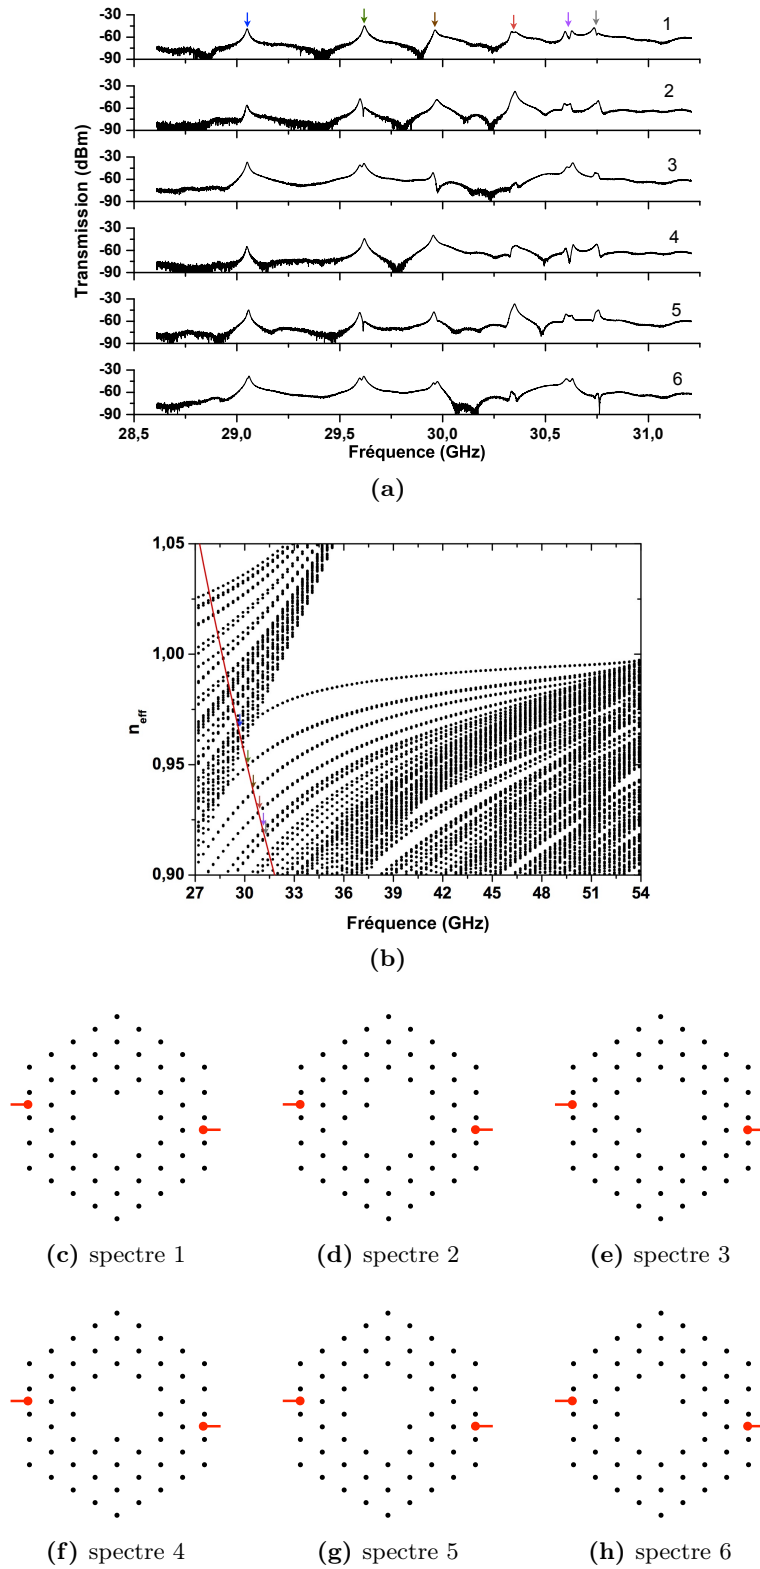 -30
-60
-90
1
-30
-60
-90
2
-30
-60
-90
3
-30
-60
-90
4
-30
-60
-90
5
-30
-60
-90
6
Transmission (dBm)
28,5 29,0 29,5 30,0 30,5 31,0
Fréquence (GHz)
(a)
1,05
1,00
0,95
0,90
neff
27 30 33 36 39 42 45 48 51 54
Fréquence (GHz)
(b)
(c) spectre 1
(d) spectre 2
(e) spectre 3
(f) spectre 4
(g) spectre 5
(h) spectre 6